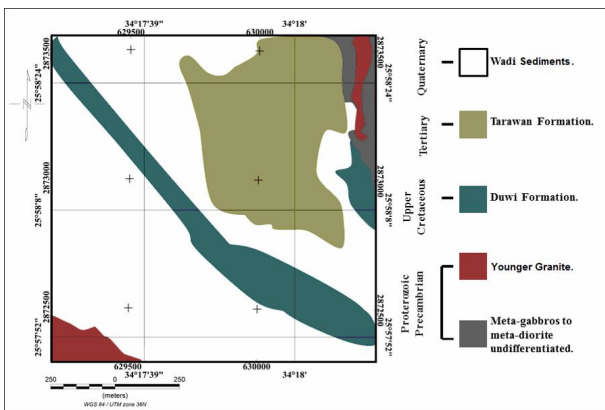 34°17'39" 34°18'
629500 630000
2873500
25°58'24"
2873000
25°58'8"
2872500
25°57'52"
2873500
25°58'24"
2873000
25°58'8"
2872500
25°57'52"
629500 630000
34°17'39" 34°18'
250 0 250
(meters)
WGS 84 / UTM zone 36N
Quaternary
Wadi Sediments.
Tertiary
Tarawan Formation.
Upper
Cretaceous
Duwi Formation.
Proterozoic
Precambrian
Younger Granite.
Meta-gabbros to
meta-diorite
undifferentiated.